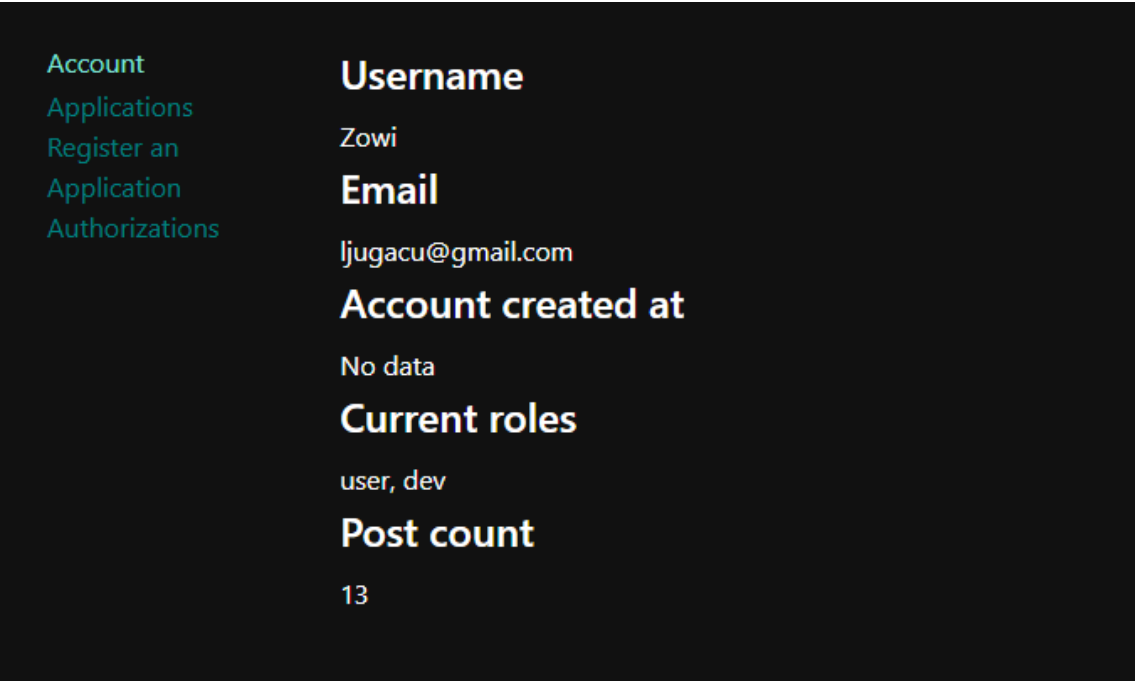 Account
Applications
Register an
Application
Authorizations
Username
Zowi
Email
ljugacu@gmail.com
Account created at
No data
Current roles
user, dev
Post count
13